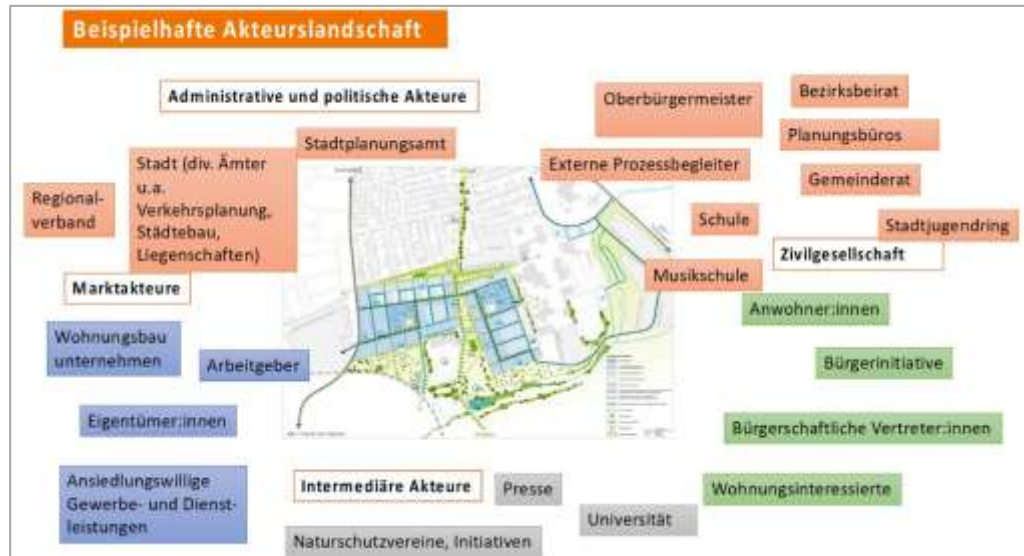 Beispielhafte Akteurslandschaft
Administrative und politische Akteure
Stadtplanungsamt
Stadt (div. Ämter
u.a.
Verkehrsplanung,
Städtebau,
Liegenschaften)
Regional-
verband
Oberbürgermeister
Bezirksbeirat
Planungsbüros
Externe Prozessbegleiter
Gemeinderat
Schule
Stadtjugendring
Musikschule
Zivilgesellschaft
Anwohner:innen
Bürgerinitiative
Bürgerschaftliche Vertreter:innen
Wohnungsinteressierte
Marktakteure
Wohnungsbau
unternehmen
Arbeitgeber
Eigentümer:innen
Ansiedlungswillige
Gewerbe- und Dienst-
leistungen
Intermediäre Akteure
Presse
Universität
Naturschutzvereine, Initiativen